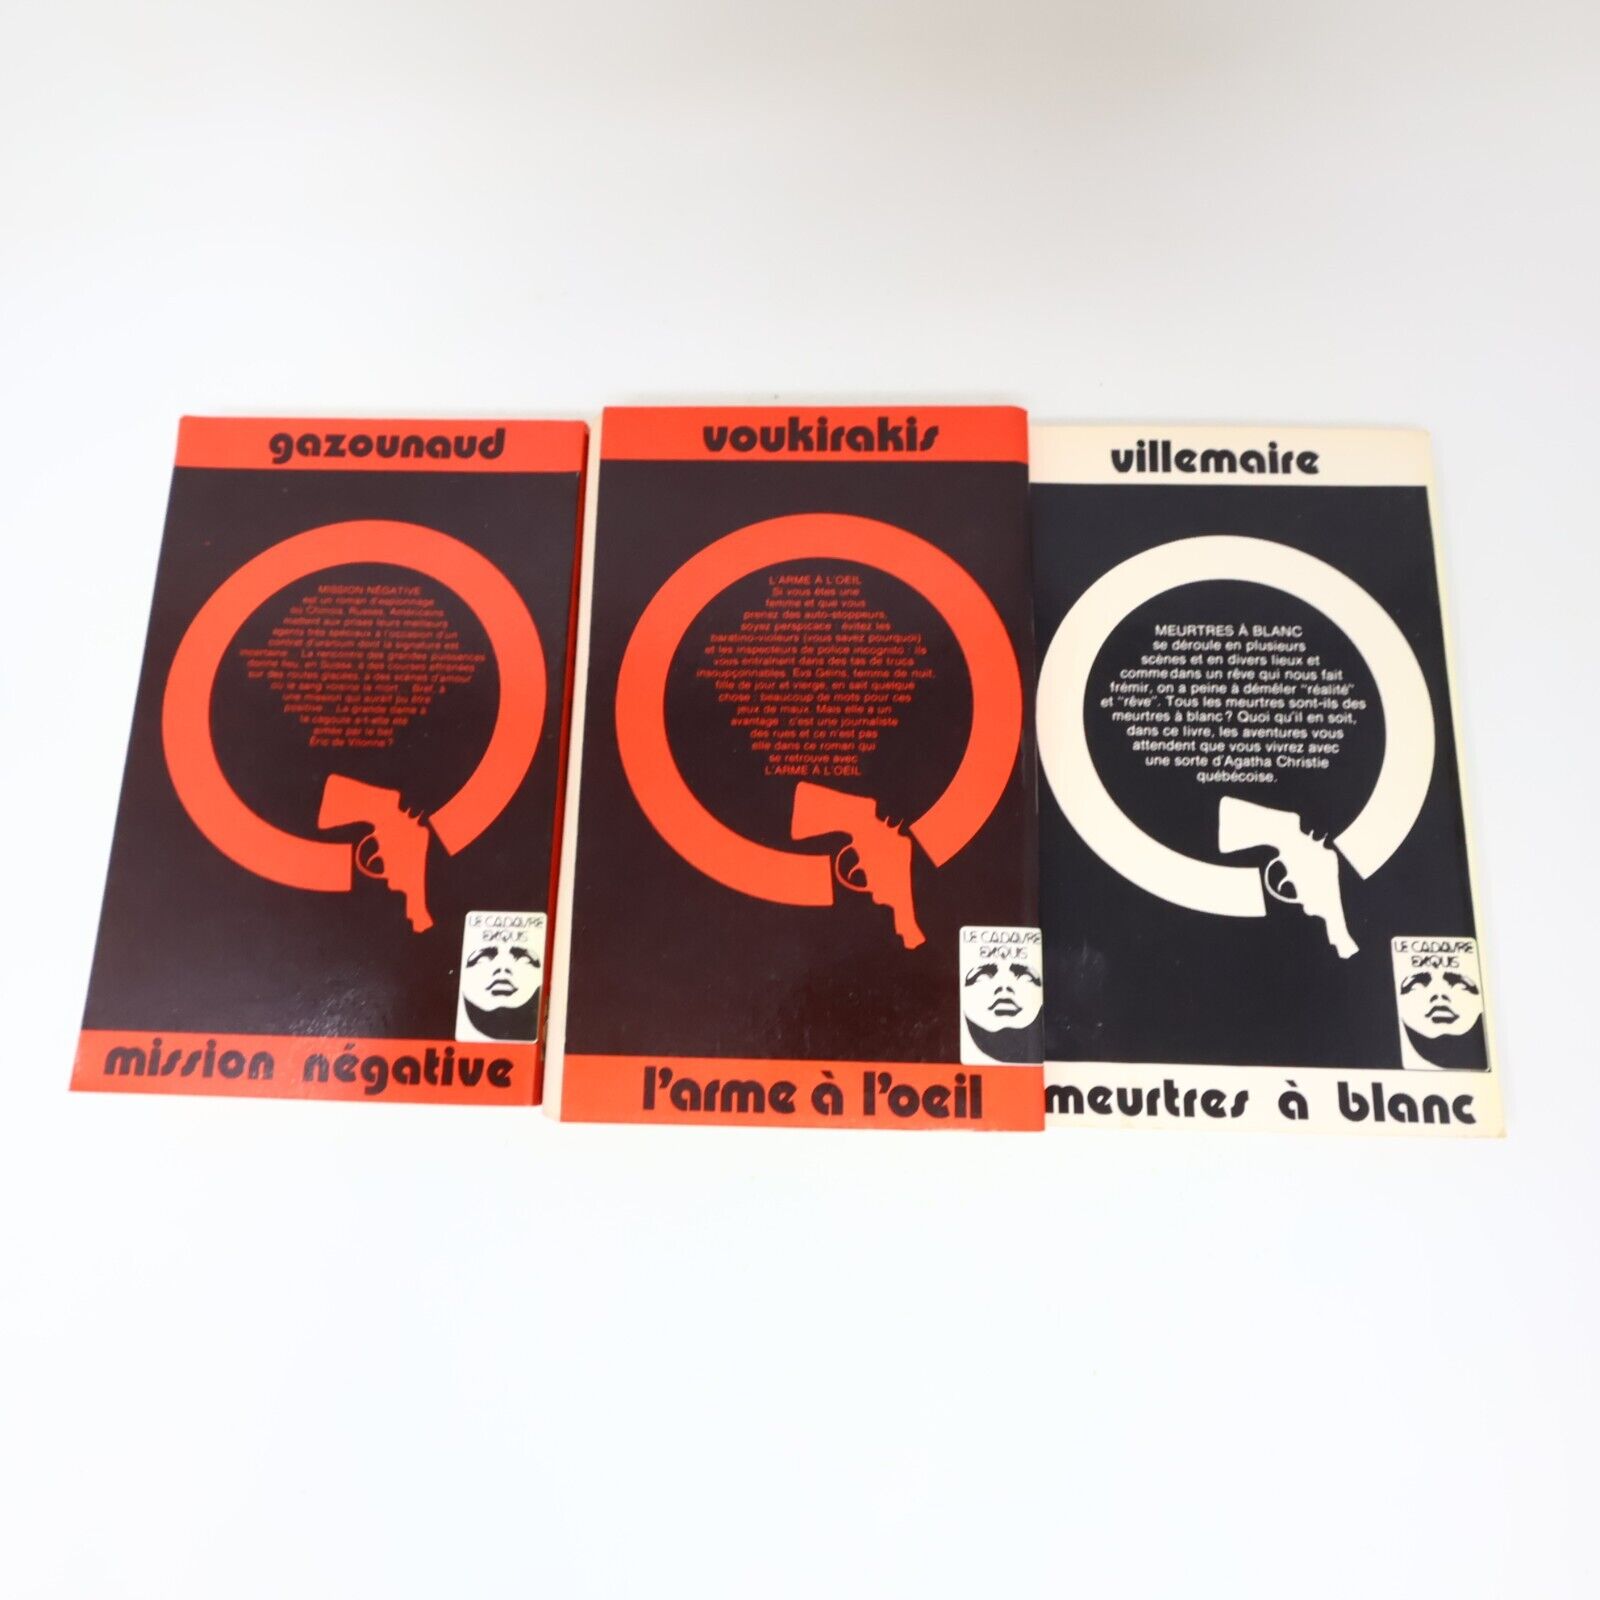 gazounaud
MISSION NÉGATIVE
est un roman d'espionnage
où Chinois, Russes, Américains
mettent aux prises leurs meilleurs
agents très spéciaux à l'occasion d'un
contrat d'uranium dont la signature est
incertaine... La rencontre des grandes puissances
donne lieu, en Suisse, à des courses effrénées
sur des routes glacées, à des scènes d'amour
où le sang voisine la mort... Bref, à
une mission qui aurait pu être
positive... La grande dame à
la cagoule a-t-elle été
aimée par le bel
Éric de Vilonne?
LE CADAVRE
EXQUIS
mission négative
voukirakis
L'ARME À L'OEIL
Si vous êtes une
femme et que vous
prenez des auto-stoppeurs,
soyez perspicace : évitez les
baratino-violeurs (vous savez pourquoi)
et les inspecteurs de police incognito : ils
vous entraînent dans des tas de trucs
insoupçonnables. Eva Geins, femme de nuit,
fille de jour et vierge, en sait quelque
chose : beaucoup de mots pour ces
jeux de maux. Mais elle a un
avantage : c'est une journaliste
des rues et ce n'est pas
elle dans ce roman qui
se retrouve avec
L'ARME À L'OEIL
LE CADAVRE
EXQUIS
l'arme à l'oeil
villemaire
MEURTRES À BLANC
se déroule en plusieurs
scènes et en divers lieux et
comme dans un rêve qui nous fait
frémir, on a peine à démêler "réalité"
et "rêve". Tous les meurtres sont-ils des
meurtres à blanc? Quoi qu'il en soit,
dans ce livre, les aventures vous
attendent que vous vivrez avec
une sorte d'Agatha Christie
québécoise.
LE CADAVRE
EXQUIS
meurtres à blanc